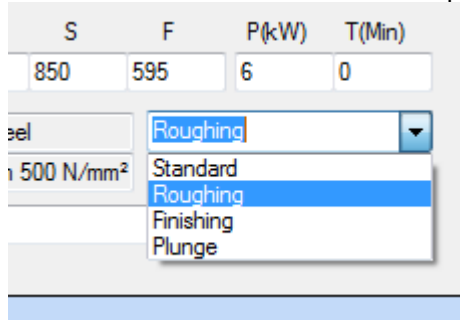 S F P(kW) T(Min)
850 595 6 0
eel Roughing
500 N/mm² Standard
Roughing
Finishing
Plunge